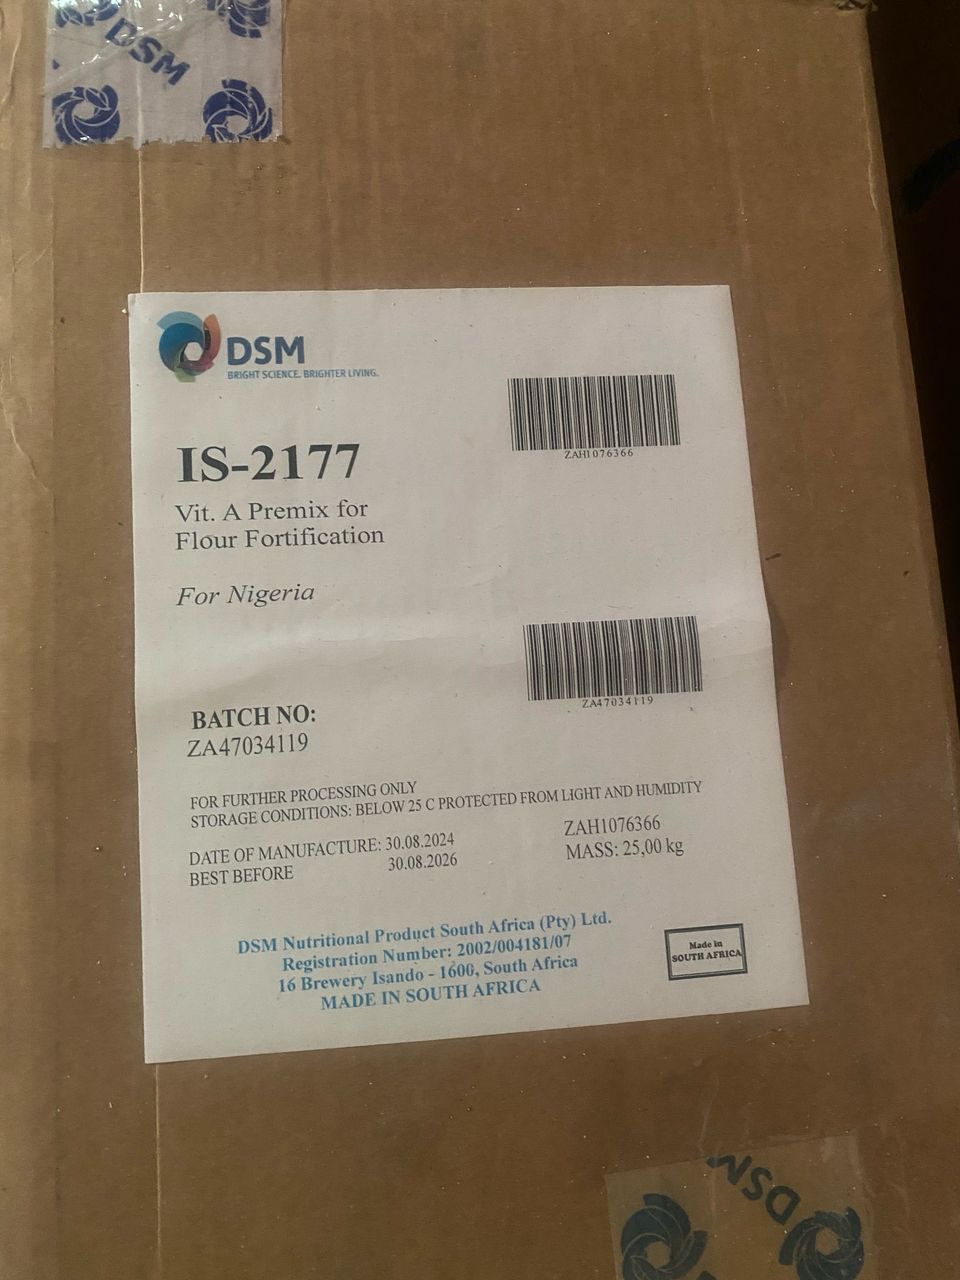 DSM
DSM
BRIGHT SCIENCE. BRIGHTER LIVING.
ZAH1076366
IS-2177
Vit. A Premix for
Flour Fortification
For Nigeria
ZA47034119
BATCH NO:
ZA47034119
FOR FURTHER PROCESSING ONLY
STORAGE CONDITIONS: BELOW 25 C PROTECTED FROM LIGHT AND HUMIDITY
DATE OF MANUFACTURE: 30.08.2024
BEST BEFORE 30.08.2026
ZAH1076366
MASS: 25,00 kg
DSM Nutritional Product South Africa (Pty) Ltd.
Registration Number: 2002/004181/07
16 Brewery Isando - 1600, South Africa
MADE IN SOUTH AFRICA
Made in
SOUTH AFRICA
DSM